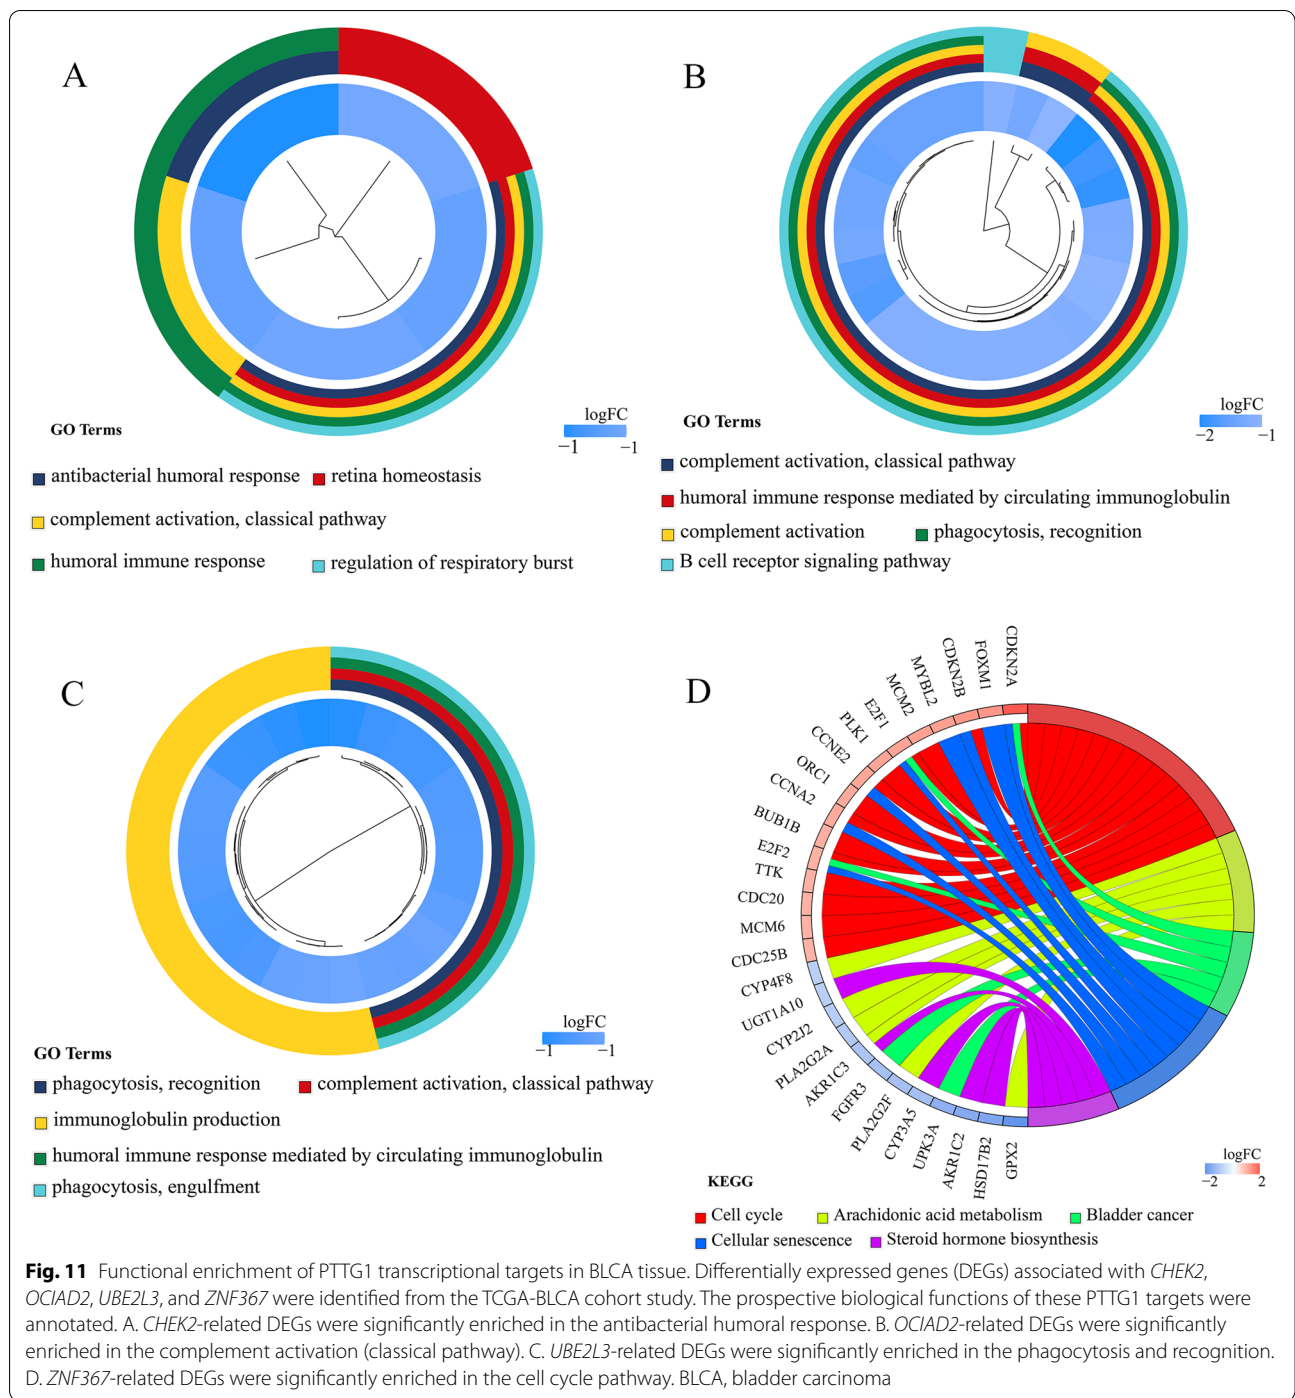 A
logFC
−1
−1
GO Terms
antibacterial humoral response
retina homeostasis
complement activation, classical pathway
humoral immune response
regulation of respiratory burst
B
logFC
−2
−1
GO Terms
complement activation, classical pathway
humoral immune response mediated by circulating immunoglobulin
complement activation
phagocytosis, recognition
B cell receptor signaling pathway
C
logFC
−1
−1
GO Terms
phagocytosis, recognition
complement activation, classical pathway
immunoglobulin production
humoral immune response mediated by circulating immunoglobulin
phagocytosis, engulfment
D
CDKN2A
FOXM1
CDKN2B
MYBL2
MCM2
E2F1
PLK1
CCNE2
ORC1
CCNA2
BUB1B
E2F2
TTK
CDC20
MCM6
CDC25B
CYP4F8
UGT1A10
CYP2J2
PLA2G2A
AKR1C3
FGFR3
PLA2G2F
CYP3A5
UPK3A
AKR1C2
HSD17B2
GPX2
logFC
−2
2
KEGG
Cell cycle
Arachidonic acid metabolism
Bladder cancer
Cellular senescence
Steroid hormone biosynthesis
Fig. 11 Functional enrichment of PTTG1 transcriptional targets in BLCA tissue. Differentially expressed genes (DEGs) associated with CHEK2,
OCIAD2, UBE2L3, and ZNF367 were identified from the TCGA-BLCA cohort study. The prospective biological functions of these PTTG1 targets were
annotated. A. CHEK2-related DEGs were significantly enriched in the antibacterial humoral response. B. OCIAD2-related DEGs were significantly
enriched in the complement activation (classical pathway). C. UBE2L3-related DEGs were significantly enriched in the phagocytosis and recognition.
D. ZNF367-related DEGs were significantly enriched in the cell cycle pathway. BLCA, bladder carcinoma